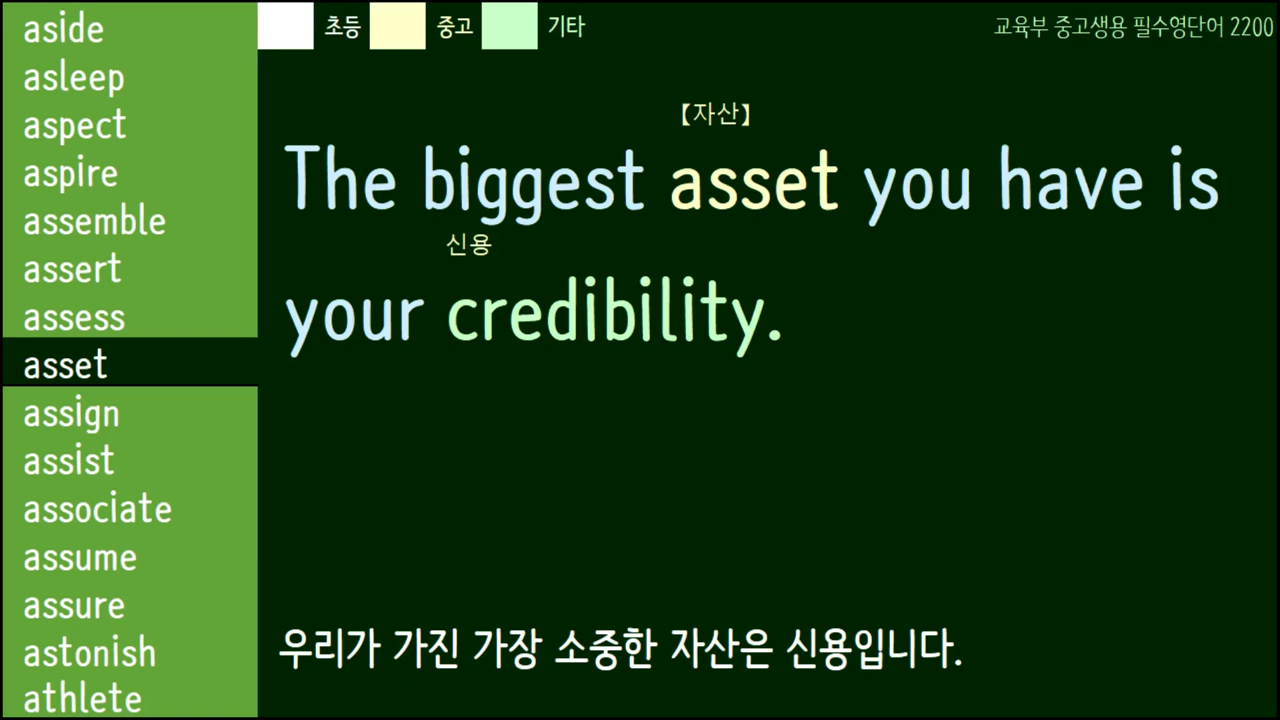 aside
asleep
aspect
aspire
assemble
assert
assess
asset
assign
assist
associate
assume
assure
astonish
athlete
초등 중고 기타
교육부 중고생용 필수영단어 2200
【자산】
The biggest asset you have is
신용
your credibility.
우리가 가진 가장 소중한 자산은 신용입니다.